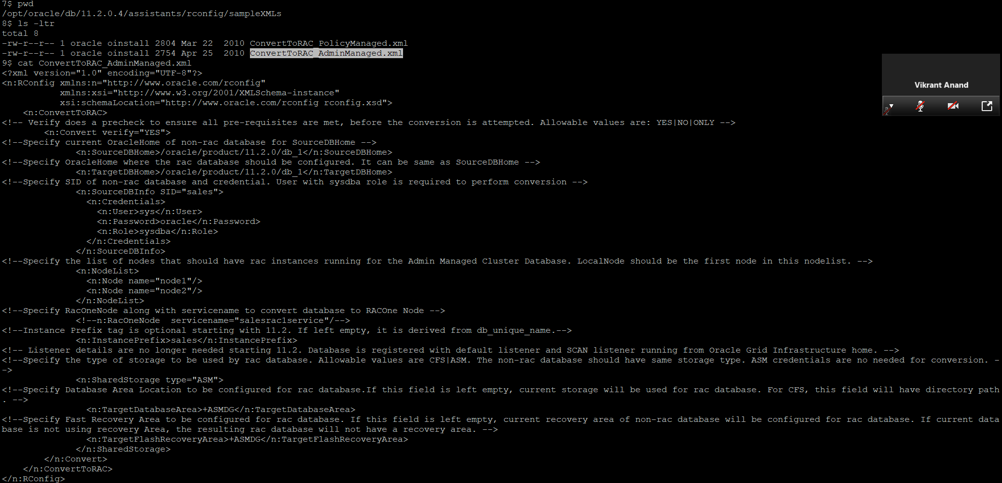 7$ pwd
/opt/oracle/db/11.2.0.4/assistants/rconfig/sampleXMLs
8$ ls -ltr
total 8
-rw-r--r-- 1 oracle oinstall 2804 Mar 22  2010 ConvertToRAC_PolicyManaged.xml
-rw-r--r-- 1 oracle oinstall 2754 Apr 25  2010 ConvertToRAC_AdminManaged.xml
9$ cat ConvertToRAC_AdminManaged.xml
<?xml version="1.0" encoding="UTF-8"?>
<n:RConfig xmlns:n="http://www.oracle.com/rconfig"
           xmlns:xsi="http://www.w3.org/2001/XMLSchema-instance"
           xsi:schemaLocation="http://www.oracle.com/rconfig rconfig.xsd">
    <n:ConvertToRAC>
<!-- Verify does a precheck to ensure all pre-requisites are met, before the conversion is attempted. Allowable values are: YES|NO|ONLY -->
        <n:Convert verify="YES">
<!--Specify current OracleHome of non-rac database for SourceDBHome -->
              <n:SourceDBHome>/oracle/product/11.2.0/db_1</n:SourceDBHome>
<!--Specify OracleHome where the rac database should be configured. It can be same as SourceDBHome -->
              <n:TargetDBHome>/oracle/product/11.2.0/db_1</n:TargetDBHome>
<!--Specify SID of non-rac database and credential. User with sysdba role is required to perform conversion -->
              <n:SourceDBInfo SID="sales">
                <n:Credentials>
                  <n:User>sys</n:User>
                  <n:Password>oracle</n:Password>
                  <n:Role>sysdba</n:Role>
                </n:Credentials>
              </n:SourceDBInfo>
<!--Specify the list of nodes that should have rac instances running for the Admin Managed Cluster Database. LocalNode should be the first node in this nodelist. -->
              <n:NodeList>
                <n:Node name="node1"/>
                <n:Node name="node2"/>
              </n:NodeList>
<!--Specify RacOneNode along with servicename to convert database to RACOne Node -->
              <!--n:RacOneNode  servicename="salesrac1service"/-->
<!--Instance Prefix tag is optional starting with 11.2. If left empty, it is derived from db_unique_name.-->
              <n:InstancePrefix>sales</n:InstancePrefix>
<!-- Listener details are no longer needed starting 11.2. Database is registered with default listener and SCAN listener running from Oracle Grid Infrastructure home. -->
<!--Specify the type of storage to be used by rac database. Allowable values are CFS|ASM. The non-rac database should have same storage type. ASM credentials are no needed for conversion. -
->
              <n:SharedStorage type="ASM">
<!--Specify Database Area Location to be configured for rac database.If this field is left empty, current storage will be used for rac database. For CFS, this field will have directory path
. -->
                <n:TargetDatabaseArea>+ASMDG</n:TargetDatabaseArea>
<!--Specify Fast Recovery Area to be configured for rac database. If this field is left empty, current recovery area of non-rac database will be configured for rac database. If current data
base is not using recovery Area, the resulting rac database will not have a recovery area. -->
                <n:TargetFlashRecoveryArea>+ASMDG</n:TargetFlashRecoveryArea>
              </n:SharedStorage>
        </n:Convert>
    </n:ConvertToRAC>
</n:RConfig>
Vikrant Anand